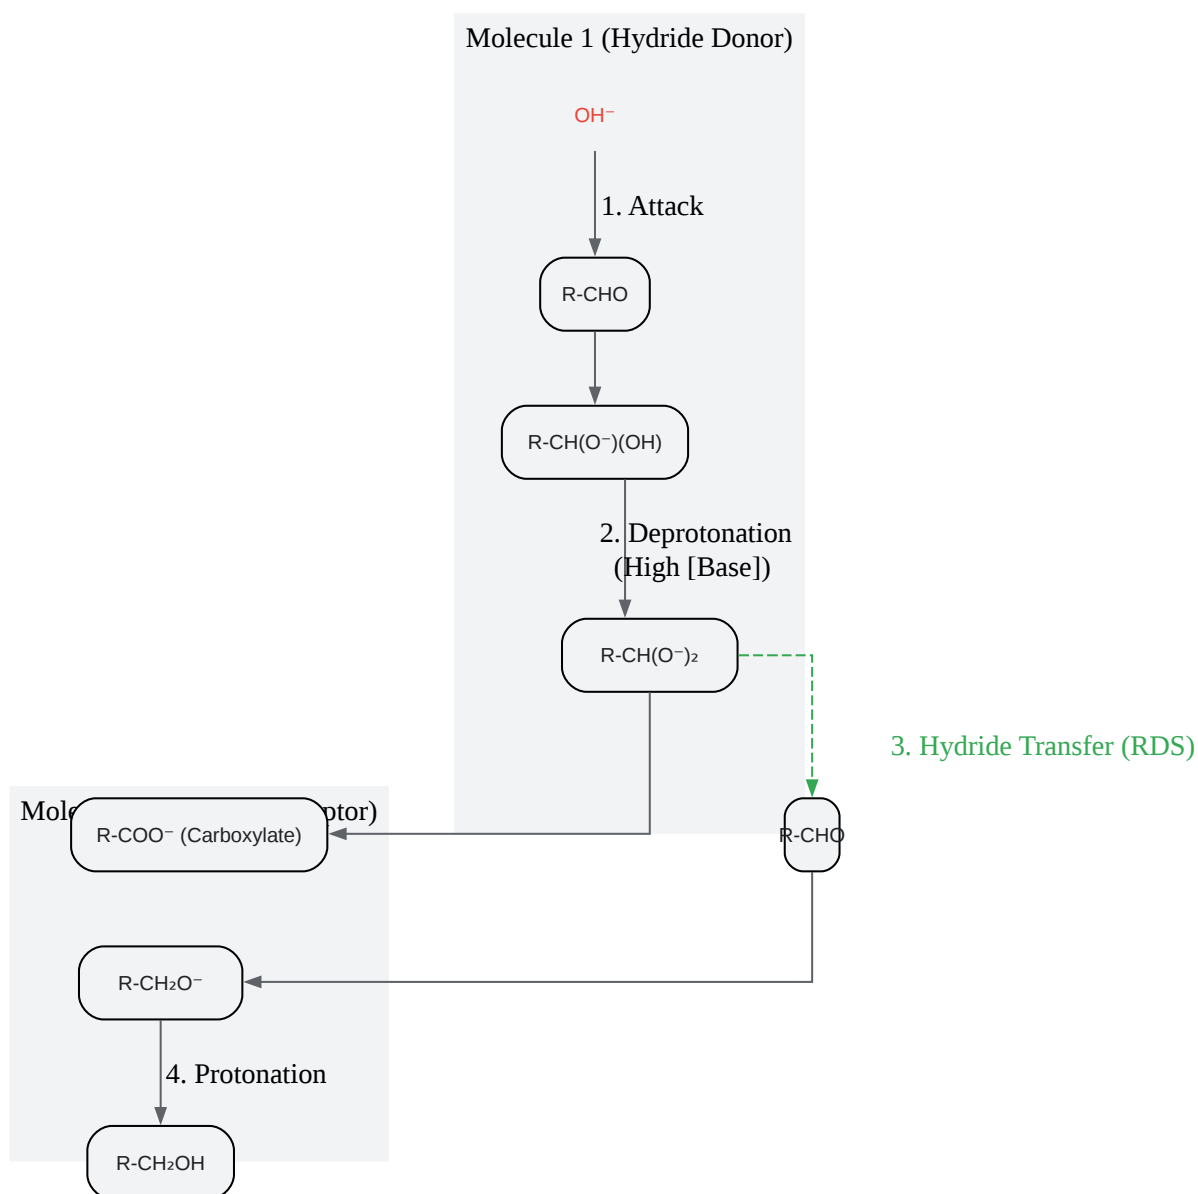 Molecule 1 (Hydride Donor)
OH⁻
1. Attack
R-CHO
R-CH(O⁻)(OH)
2. Deprotonation
(High [Base])
R-CH(O⁻)₂
3. Hydride Transfer (RDS)
R-COO⁻ (Carboxylate)
R-CHO
R-CH₂O⁻
4. Protonation
R-CH₂OH